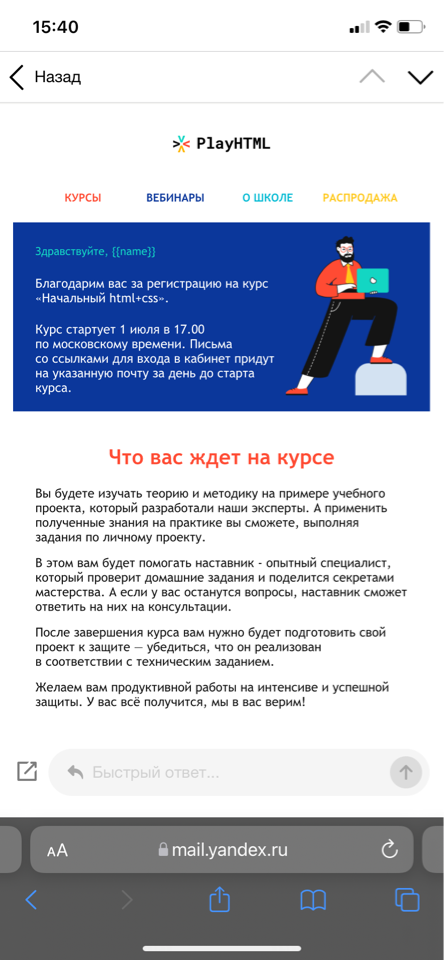 15:40
Назад
PlayHTML
КУРСЫ ВЕБИНАРЫ О ШКОЛЕ РАСПРОДАЖА
Здравствуйте, {{name}}
Благодарим вас за регистрацию на курс
«Начальный html+css».
Курс стартует 1 июля в 17.00
по московскому времени. Письма
со ссылками для входа в кабинет придут
на указанную почту за день до старта
курса.
Что вас ждет на курсе
Вы будете изучать теорию и методику на примере учебного
проекта, который разработали наши эксперты. А применить
полученные знания на практике вы сможете, выполняя
задания по личному проекту.
В этом вам будет помогать наставник - опытный специалист,
который проверит домашние задания и поделится секретами
мастерства. А если у вас останутся вопросы, наставник сможет
ответить на них на консультации.
После завершения курса вам нужно будет подготовить свой
проект к защите — убедиться, что он реализован
в соответствии с техническим заданием.
Желаем вам продуктивной работы на интенсиве и успешной
защиты. У вас всё получится, мы в вас верим!
Быстрый ответ...
AA mail.yandex.ru